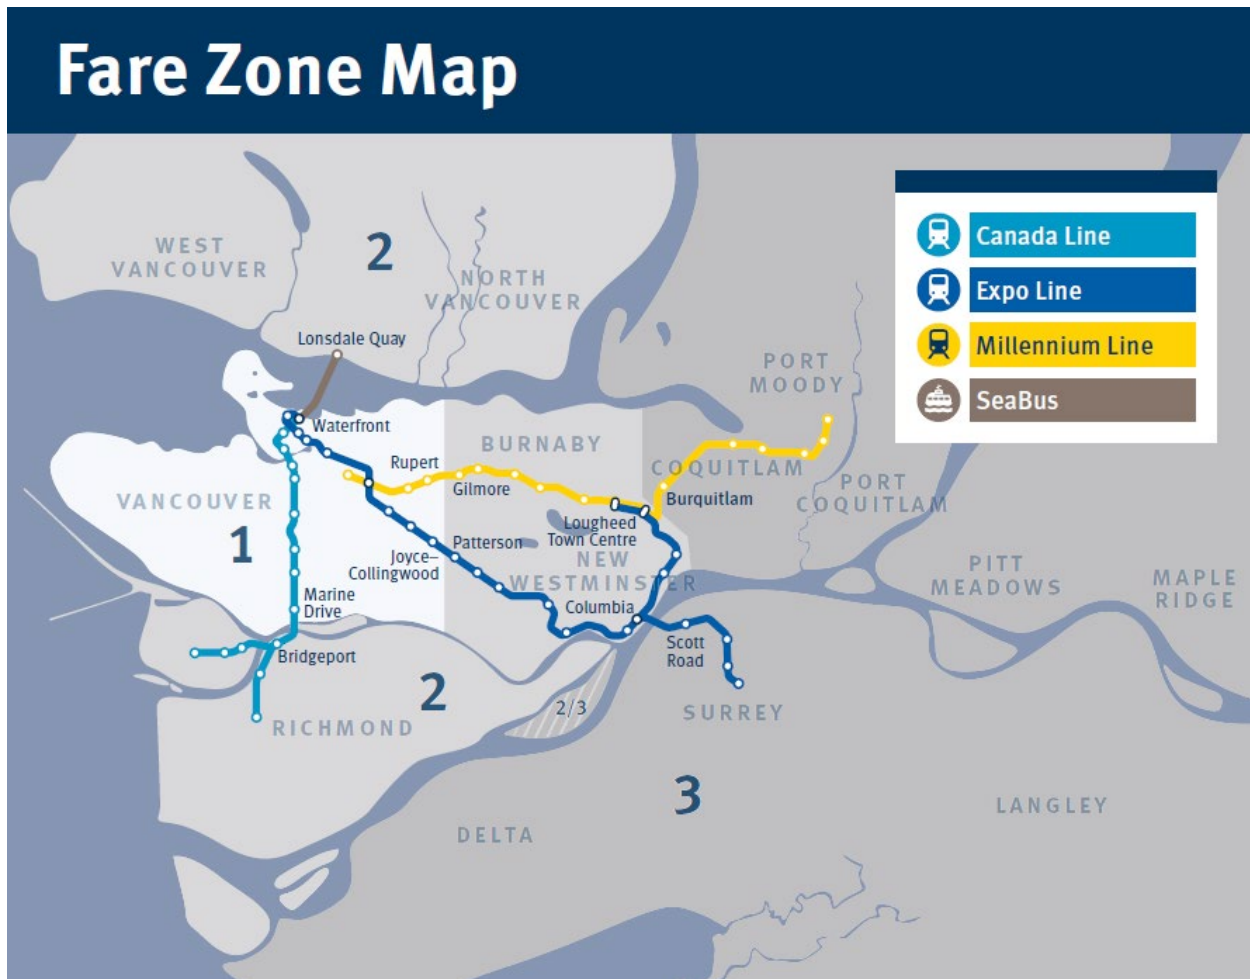 Fare Zone Map
Canada Line
Expo Line
Millennium Line
SeaBus
WEST
VANCOUVER
2
NORTH
VANCOUVER
Lonsdale Quay
PORT
MOODY
Waterfront
BURNABY
Rupert
Gilmore
COQUITLAM
Burquitlam
PORT
COQUITLAM
VANCOUVER
1
Lougheed
Town Centre
Patterson
Joyce–
Collingwood
NEW
WESTMINSTER
PITT
MEADOWS
MAPLE
RIDGE
Marine
Drive
Columbia
Bridgeport
Scott
Road
2
RICHMOND
2/3
SURREY
3
LANGLEY
DELTA